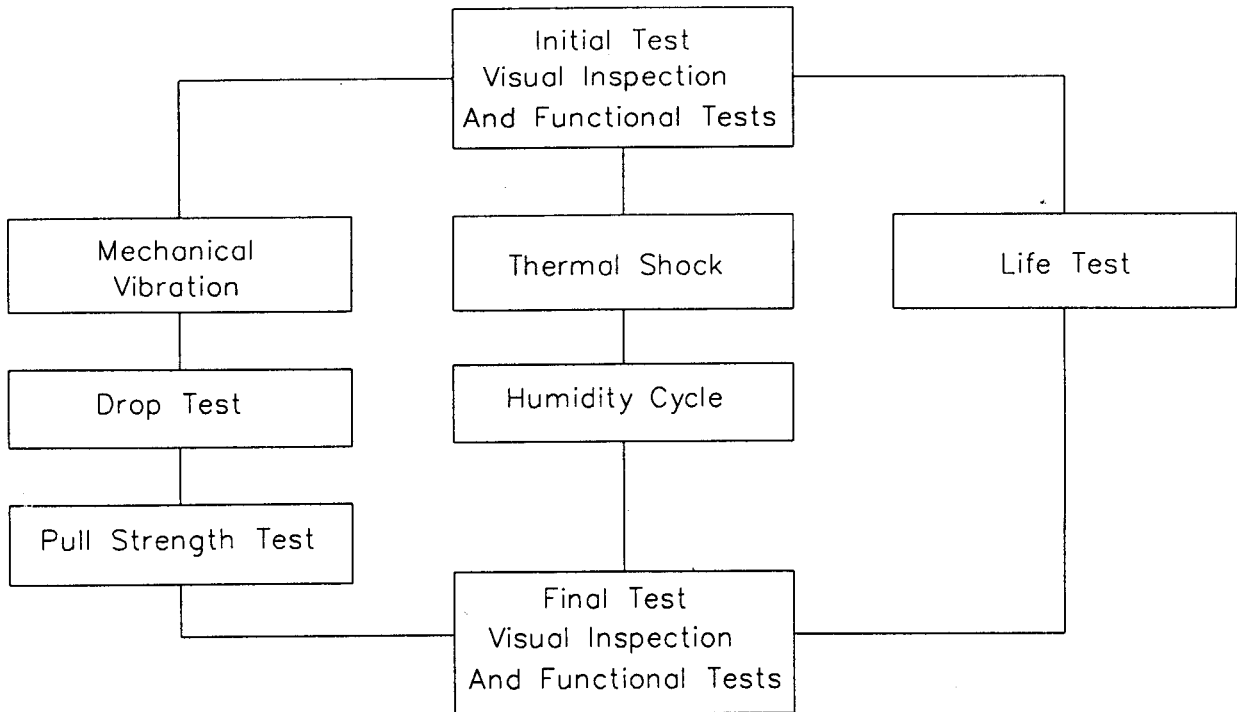 Initial Test
Visual Inspection
And Functional Tests
Mechanical
Vibration
Thermal Shock
Life Test
Drop Test
Humidity Cycle
Pull Strength Test
Final Test
Visual Inspection
And Functional Tests